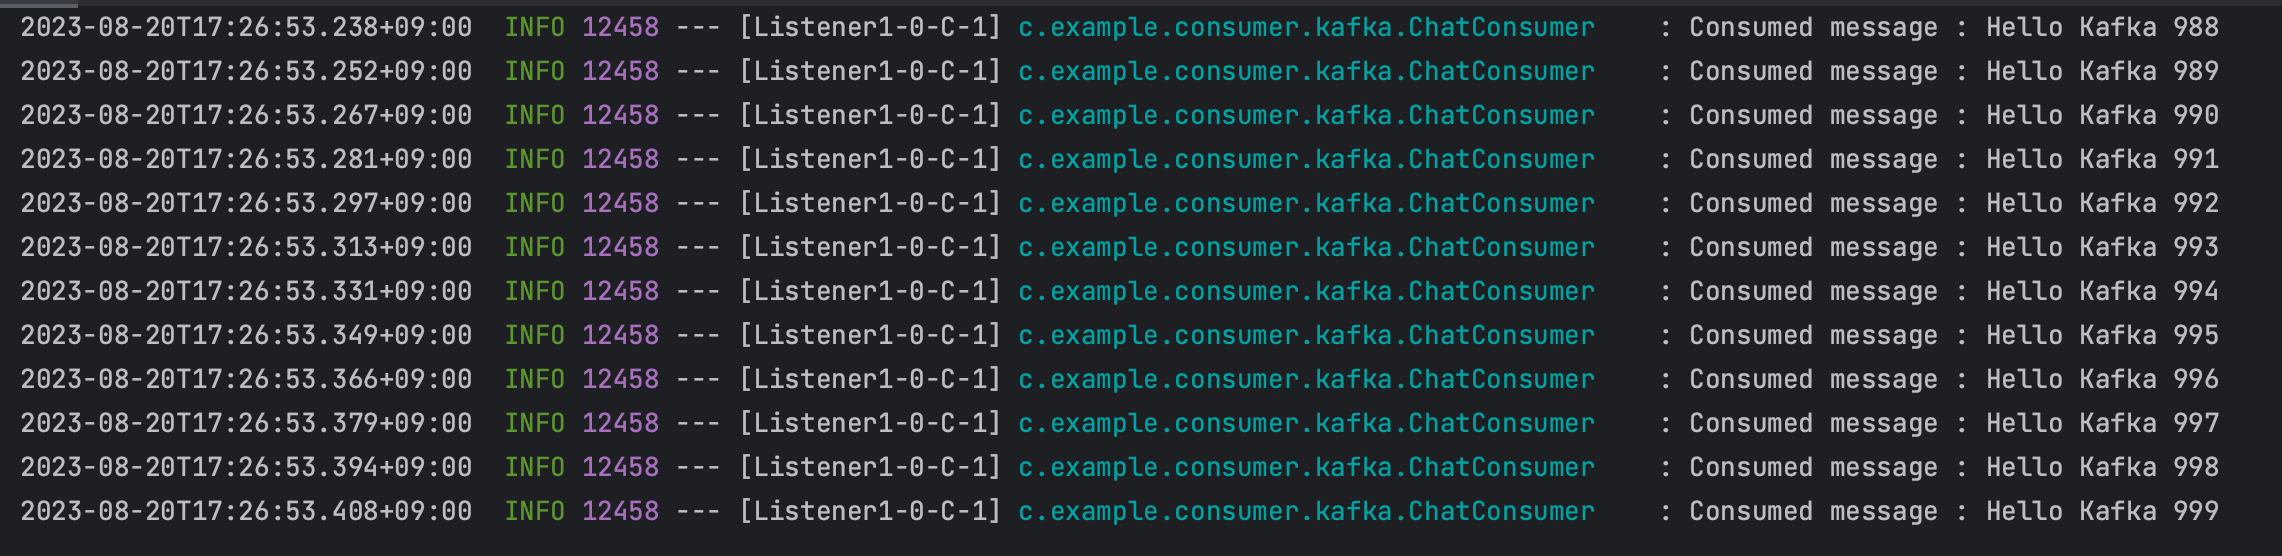 2023-08-20T17:26:53.238+09:00  INFO 12458 --- [Listener1-0-C-1] c.example.consumer.kafka.ChatConsumer    : Consumed message : Hello Kafka 988
2023-08-20T17:26:53.252+09:00  INFO 12458 --- [Listener1-0-C-1] c.example.consumer.kafka.ChatConsumer    : Consumed message : Hello Kafka 989
2023-08-20T17:26:53.267+09:00  INFO 12458 --- [Listener1-0-C-1] c.example.consumer.kafka.ChatConsumer    : Consumed message : Hello Kafka 990
2023-08-20T17:26:53.281+09:00  INFO 12458 --- [Listener1-0-C-1] c.example.consumer.kafka.ChatConsumer    : Consumed message : Hello Kafka 991
2023-08-20T17:26:53.297+09:00  INFO 12458 --- [Listener1-0-C-1] c.example.consumer.kafka.ChatConsumer    : Consumed message : Hello Kafka 992
2023-08-20T17:26:53.313+09:00  INFO 12458 --- [Listener1-0-C-1] c.example.consumer.kafka.ChatConsumer    : Consumed message : Hello Kafka 993
2023-08-20T17:26:53.331+09:00  INFO 12458 --- [Listener1-0-C-1] c.example.consumer.kafka.ChatConsumer    : Consumed message : Hello Kafka 994
2023-08-20T17:26:53.349+09:00  INFO 12458 --- [Listener1-0-C-1] c.example.consumer.kafka.ChatConsumer    : Consumed message : Hello Kafka 995
2023-08-20T17:26:53.366+09:00  INFO 12458 --- [Listener1-0-C-1] c.example.consumer.kafka.ChatConsumer    : Consumed message : Hello Kafka 996
2023-08-20T17:26:53.379+09:00  INFO 12458 --- [Listener1-0-C-1] c.example.consumer.kafka.ChatConsumer    : Consumed message : Hello Kafka 997
2023-08-20T17:26:53.394+09:00  INFO 12458 --- [Listener1-0-C-1] c.example.consumer.kafka.ChatConsumer    : Consumed message : Hello Kafka 998
2023-08-20T17:26:53.408+09:00  INFO 12458 --- [Listener1-0-C-1] c.example.consumer.kafka.ChatConsumer    : Consumed message : Hello Kafka 999